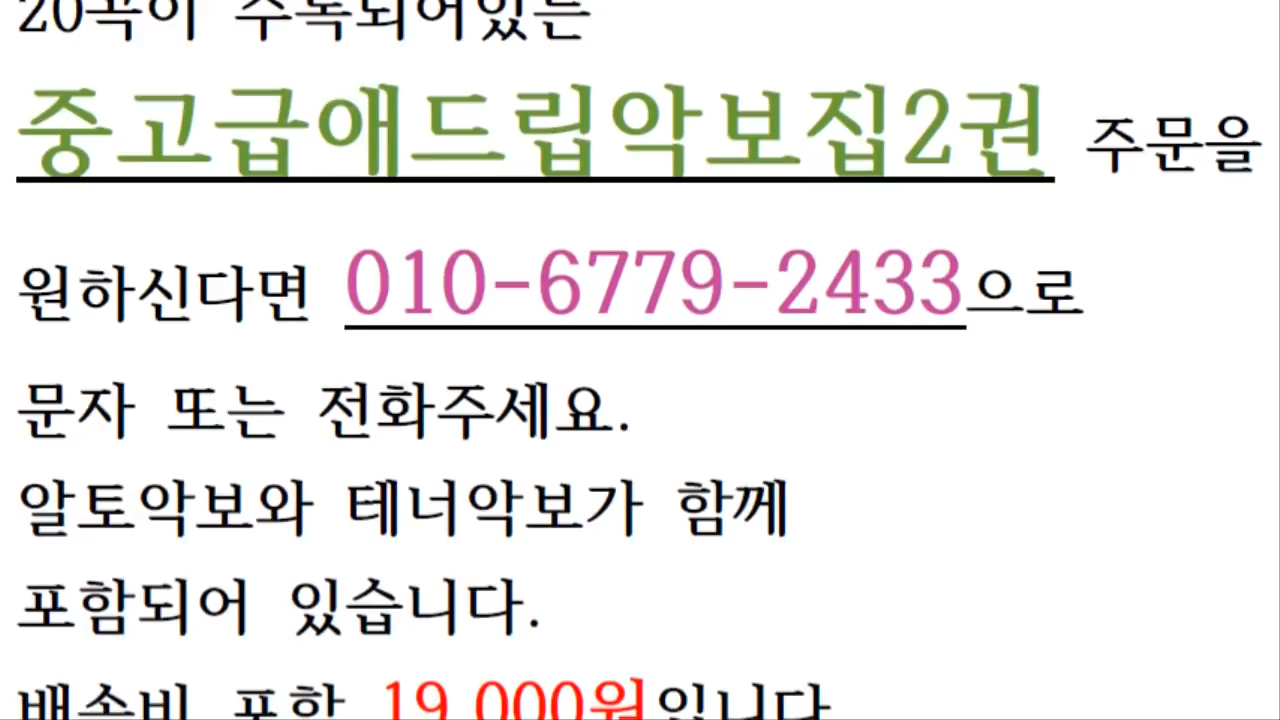 20곡이 수록되어있는
중고급애드립악보집2권 주문을
원하신다면 010-6779-2433으로
문자 또는 전화주세요.
알토악보와 테너악보가 함께
포함되어 있습니다.
배송비 포함 19,000원입니다